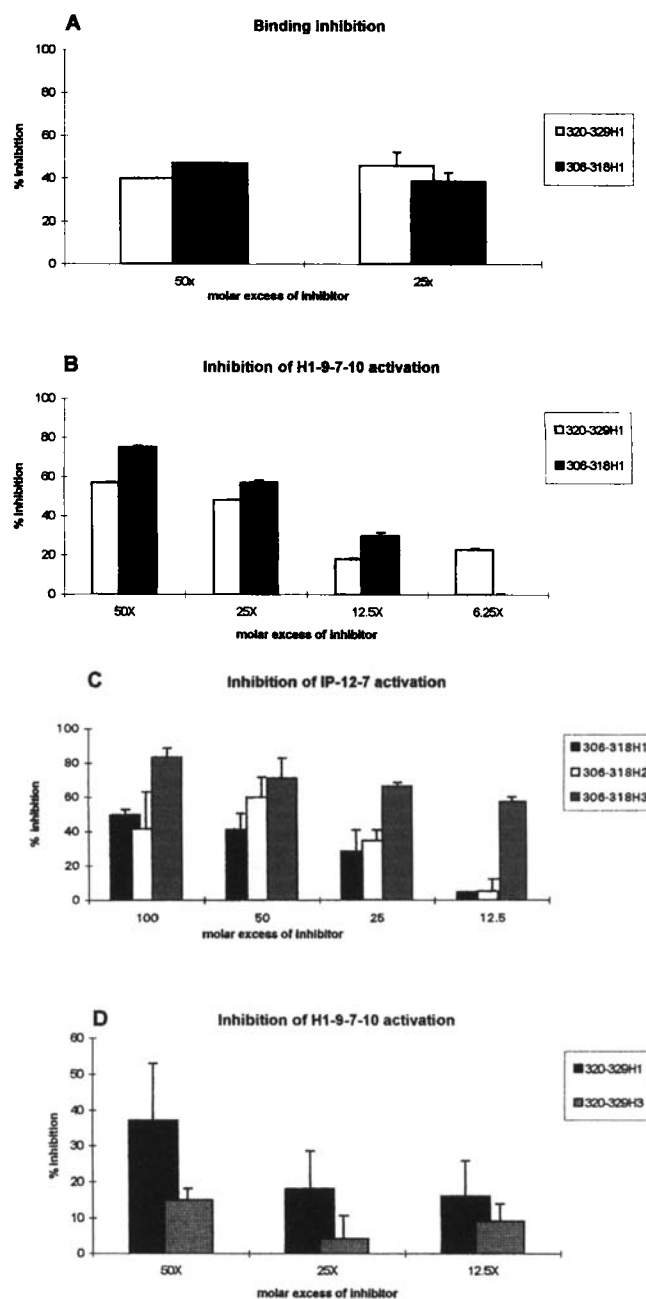 A
Binding inhibition
100
80
60
40
20
0
% inhibition
50x
25x
molar excess of inhibitor
320-329H1
306-318H1
B
Inhibition of H1-9-7-10 activation
100
80
60
40
20
0
% inhibition
50X
25X
12.5X
6.25X
molar excess of inhibitor
320-329H1
306-318H1
C
Inhibition of IP-12-7 activation
100
80
60
40
20
0
% inhibition
100
50
25
12.5
molar excess of inhibitor
306-318H1
306-318H2
306-318H3
D
Inhibition of H1-9-7-10 activation
60
50
40
30
20
10
0
% inhibition
50X
25X
12.5X
molar excess of inhibitor
320-329H1
320-329H3